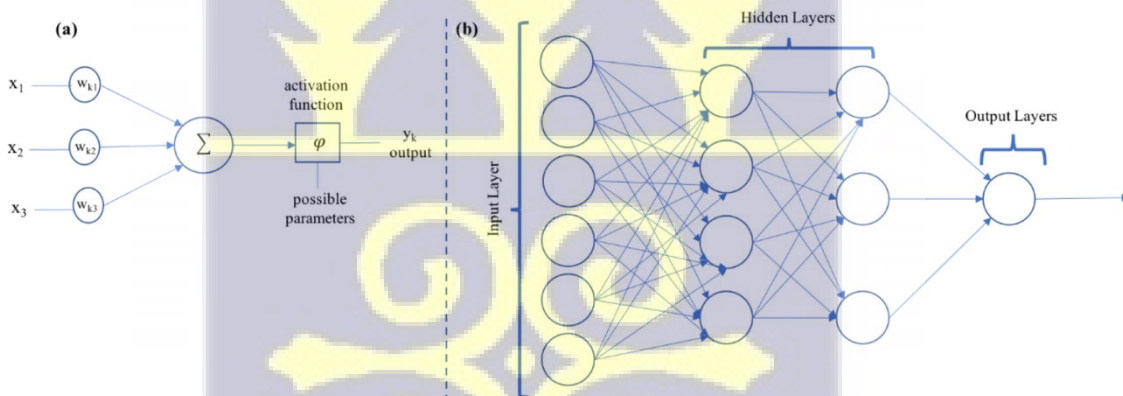 (a)
x1
wk1
x2
wk2
x3
wk3
∑
activation
function
φ
possible
parameters
yk
output
(b)
Input Layer
Hidden Layers
Output Layers